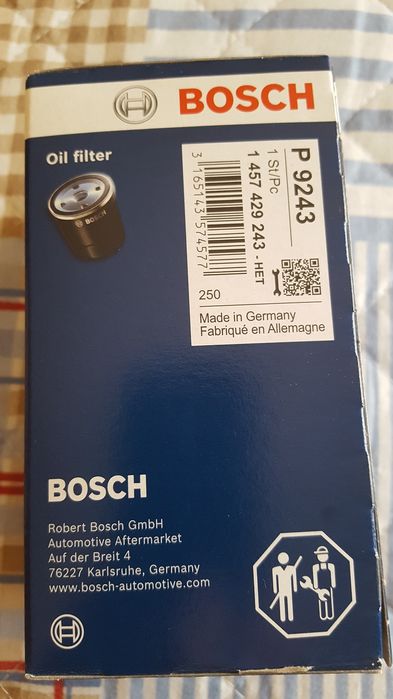 BOSCH
Oil filter
BOSCH
P 9243
1 St/Pc
1 457 429 243 - HET
3 165143 574577
250
Made in Germany
Fabriqué en Allemagne
BOSCH
Robert Bosch GmbH
Automotive Aftermarket
Auf der Breit 4
76227 Karlsruhe, Germany
www.bosch-automotive.com